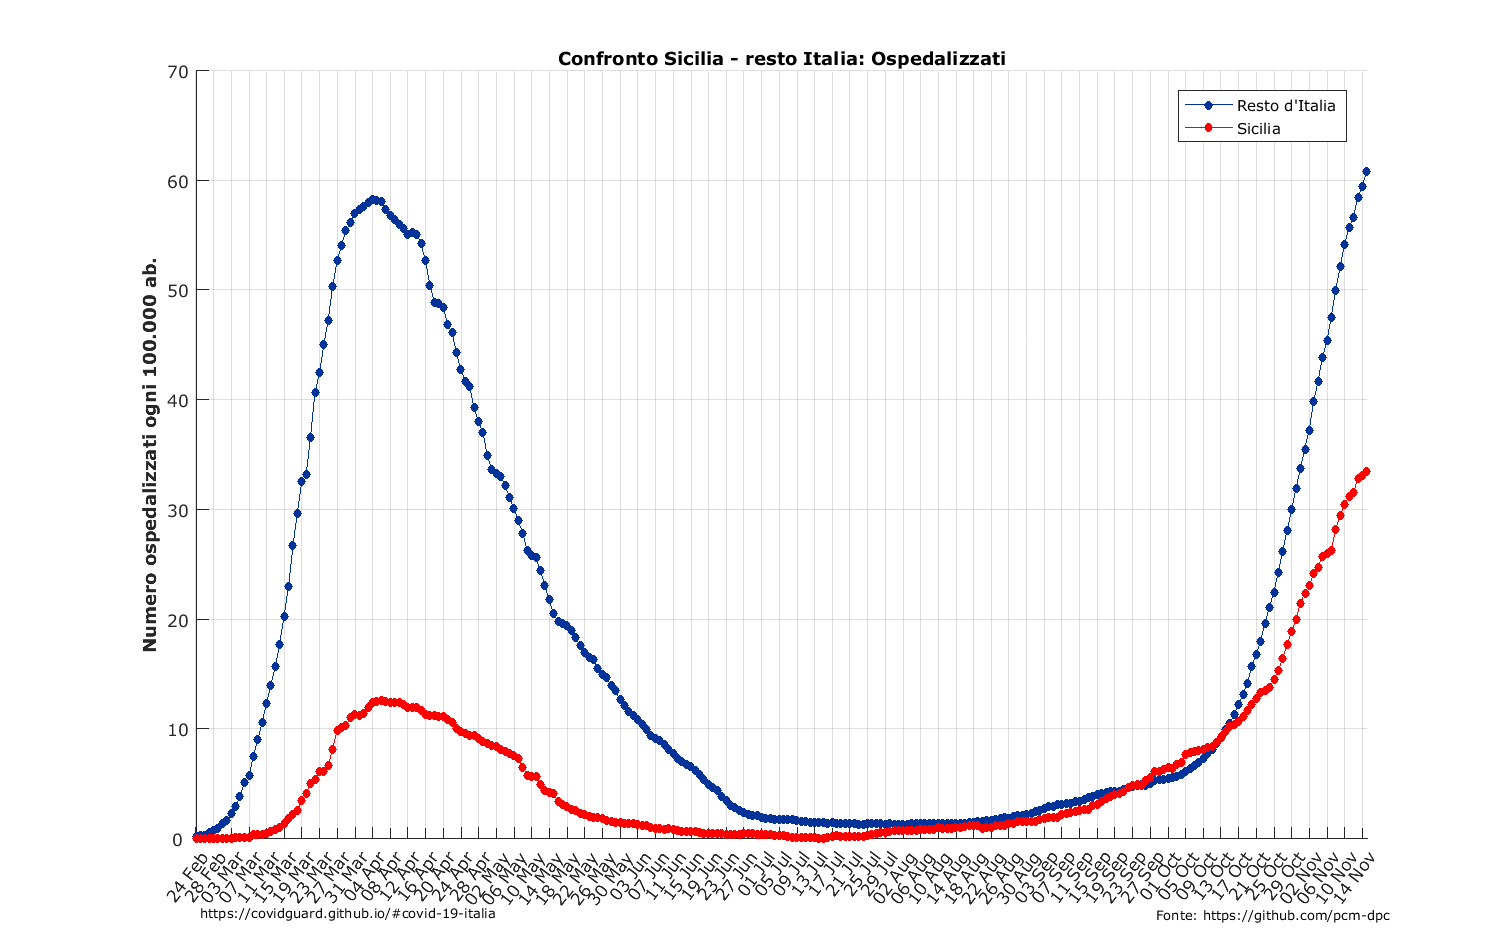 Confronto Sicilia - resto Italia: Ospedalizzati
Resto d'Italia
Sicilia
Numero ospedalizzati ogni 100.000 ab.
70
60
50
40
30
20
10
0
24 Feb
28 Feb
03 Mar
07 Mar
11 Mar
15 Mar
19 Mar
23 Mar
27 Mar
31 Mar
04 Apr
08 Apr
12 Apr
16 Apr
20 Apr
24 Apr
28 Apr
02 May
06 May
10 May
14 May
18 May
22 May
26 May
30 May
03 Jun
07 Jun
11 Jun
15 Jun
19 Jun
23 Jun
27 Jun
01 Jul
05 Jul
09 Jul
13 Jul
17 Jul
21 Jul
25 Jul
29 Jul
02 Aug
06 Aug
10 Aug
14 Aug
18 Aug
22 Aug
26 Aug
30 Aug
03 Sep
07 Sep
11 Sep
15 Sep
19 Sep
23 Sep
27 Sep
01 Oct
05 Oct
09 Oct
13 Oct
17 Oct
21 Oct
25 Oct
29 Oct
02 Nov
06 Nov
10 Nov
14 Nov
https://covidguard.github.io/#covid-19-italia
Fonte: https://github.com/pcm-dpc